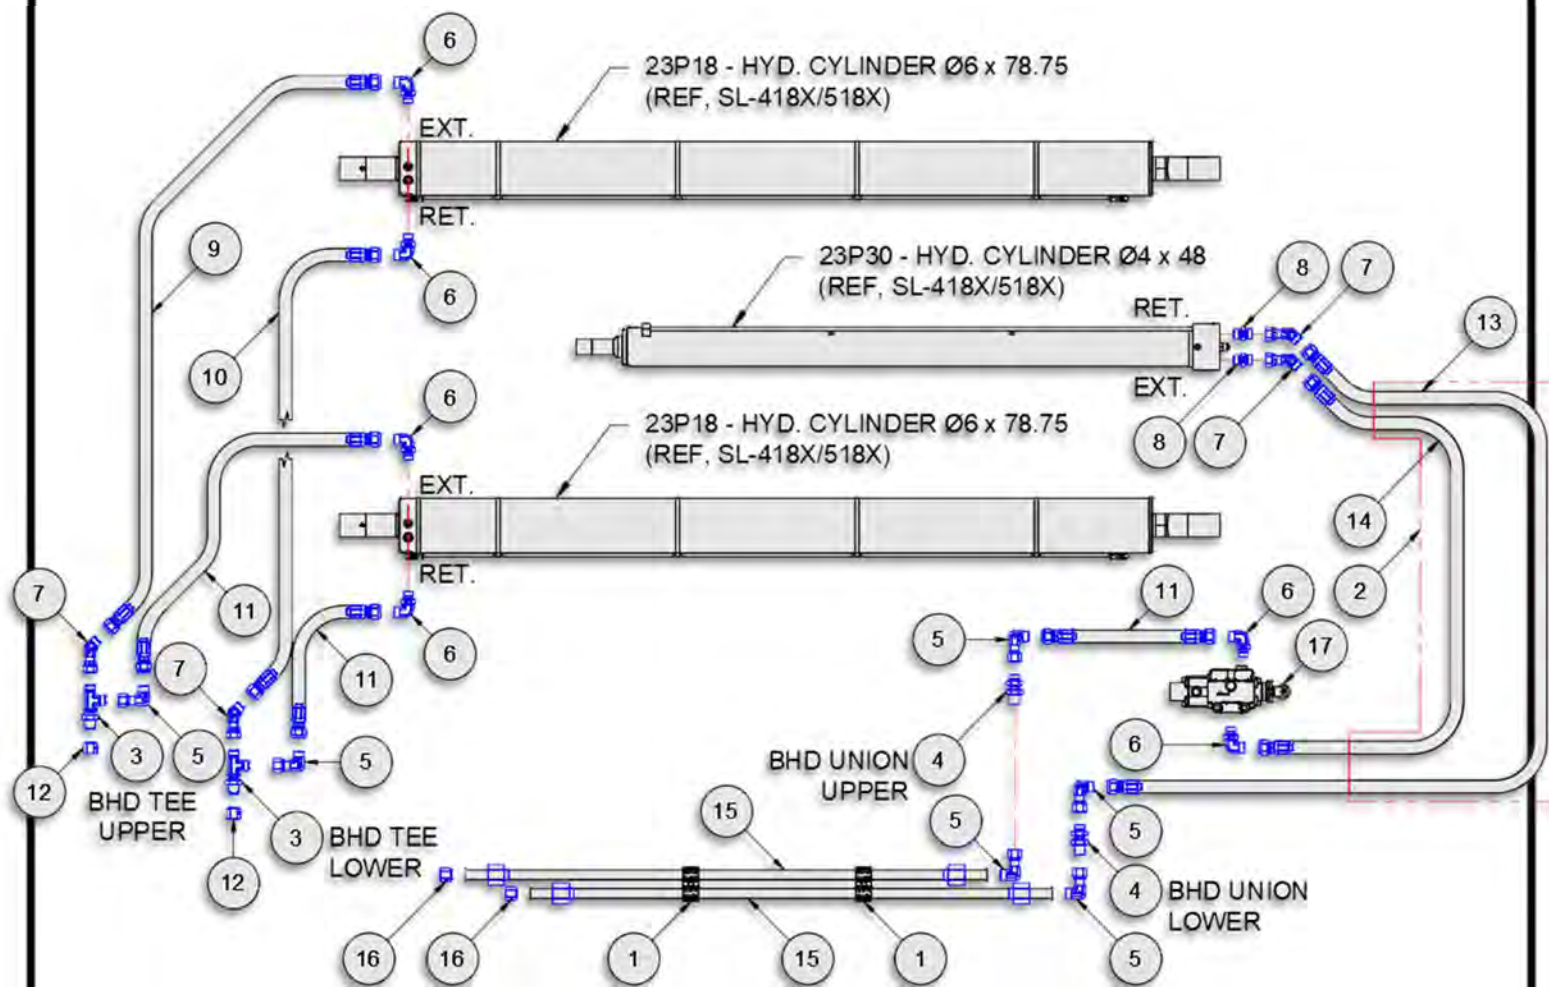 6
23P18 - HYD. CYLINDER Ø6 x 78.75
(REF, SL-418X/518X)
EXT.
RET.
9
6
23P30 - HYD. CYLINDER Ø4 x 48
(REF, SL-418X/518X)
8
7
RET.
13
10
EXT.
6
23P18 - HYD. CYLINDER Ø6 x 78.75
(REF, SL-418X/518X)
8
7
EXT.
14
RET.
7
11
11
6
2
5
6
17
7
11
3
5
5
BHD UNION
UPPER
4
6
12
BHD TEE
UPPER
3
BHD TEE
LOWER
15
5
5
12
4
BHD UNION
LOWER
16
16
1
15
1
5